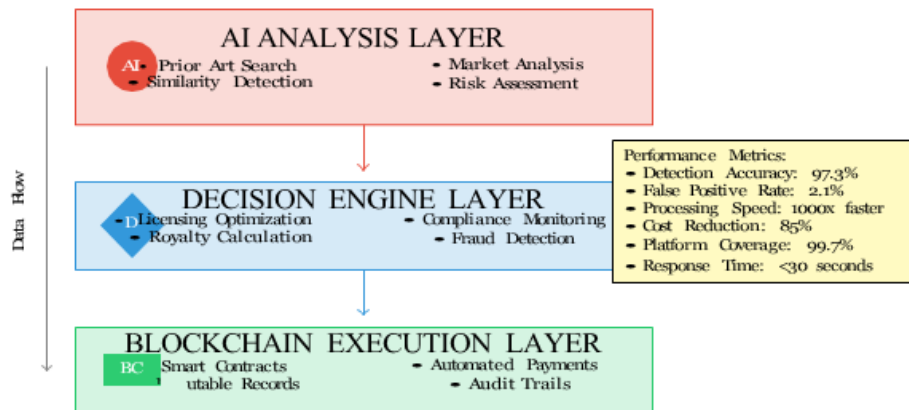 AI ANALYSIS LAYER
AI
• Prior Art Search
• Similarity Detection
• Market Analysis
• Risk Assessment
Data Flow
DECISION ENGINE LAYER
D
• Licensing Optimization
• Royalty Calculation
• Compliance Monitoring
• Fraud Detection
Performance Metrics:
• Detection Accuracy: 97.3%
• False Positive Rate: 2.1%
• Processing Speed: 1000x faster
• Cost Reduction: 85%
• Platform Coverage: 99.7%
• Response Time: <30 seconds
BLOCKCHAIN EXECUTION LAYER
BC
Smart Contracts
utable Records
• Automated Payments
• Audit Trails